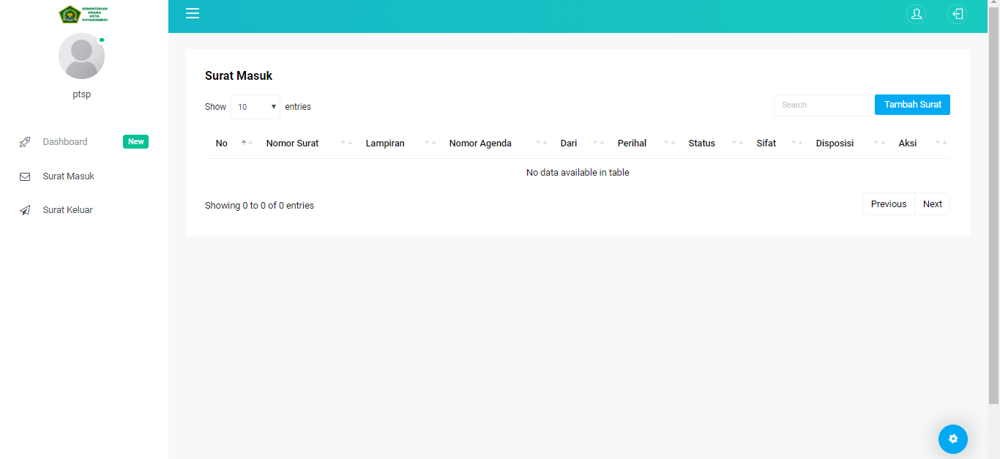 KEMENTERIAN
AGAMA
KOTA
PAYAKUMBUH
ptsp
Dashboard New
Surat Masuk
Surat Keluar
Surat Masuk
Show 10 entries
Search Tambah Surat
No Nomor Surat Lampiran Nomor Agenda Dari Perihal Status Sifat Disposisi Aksi
No data available in table
Showing 0 to 0 of 0 entries
Previous Next